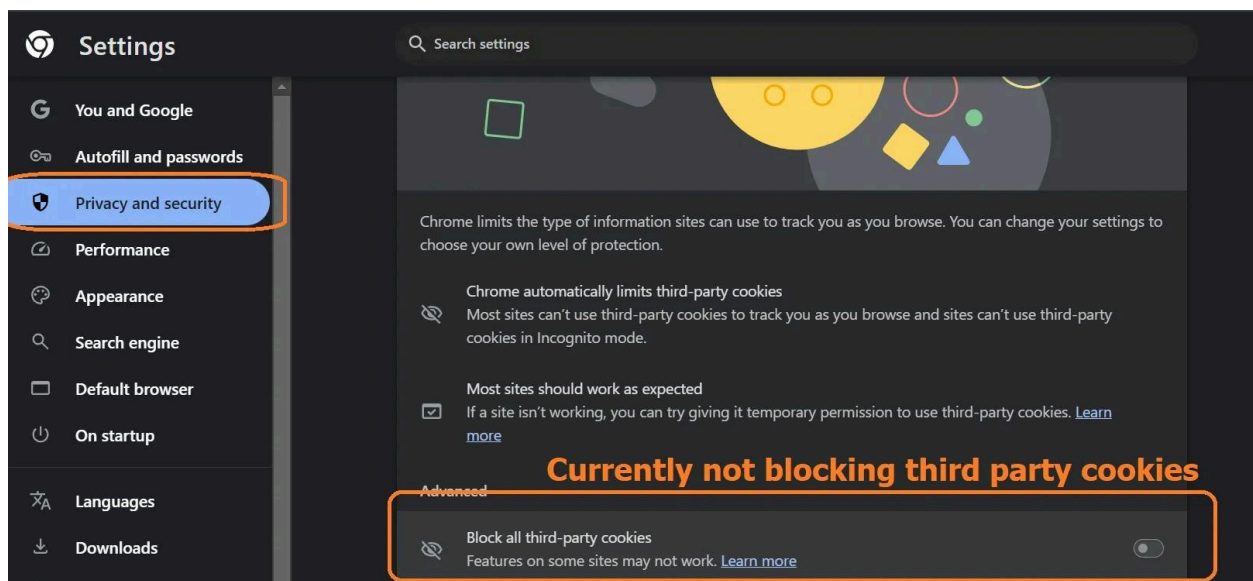 Settings
Search settings
You and Google
Autofill and passwords
Privacy and security
Performance
Appearance
Search engine
Default browser
On startup
Languages
Downloads
Chrome limits the type of information sites can use to track you as you browse. You can change your settings to
choose your own level of protection.
Chrome automatically limits third-party cookies
Most sites can't use third-party cookies to track you as you browse and sites can't use third-party
cookies in Incognito mode.
Most sites should work as expected
If a site isn't working, you can try giving it temporary permission to use third-party cookies. Learn
more
Currently not blocking third party cookies
Advanced
Block all third-party cookies
Features on some sites may not work. Learn more